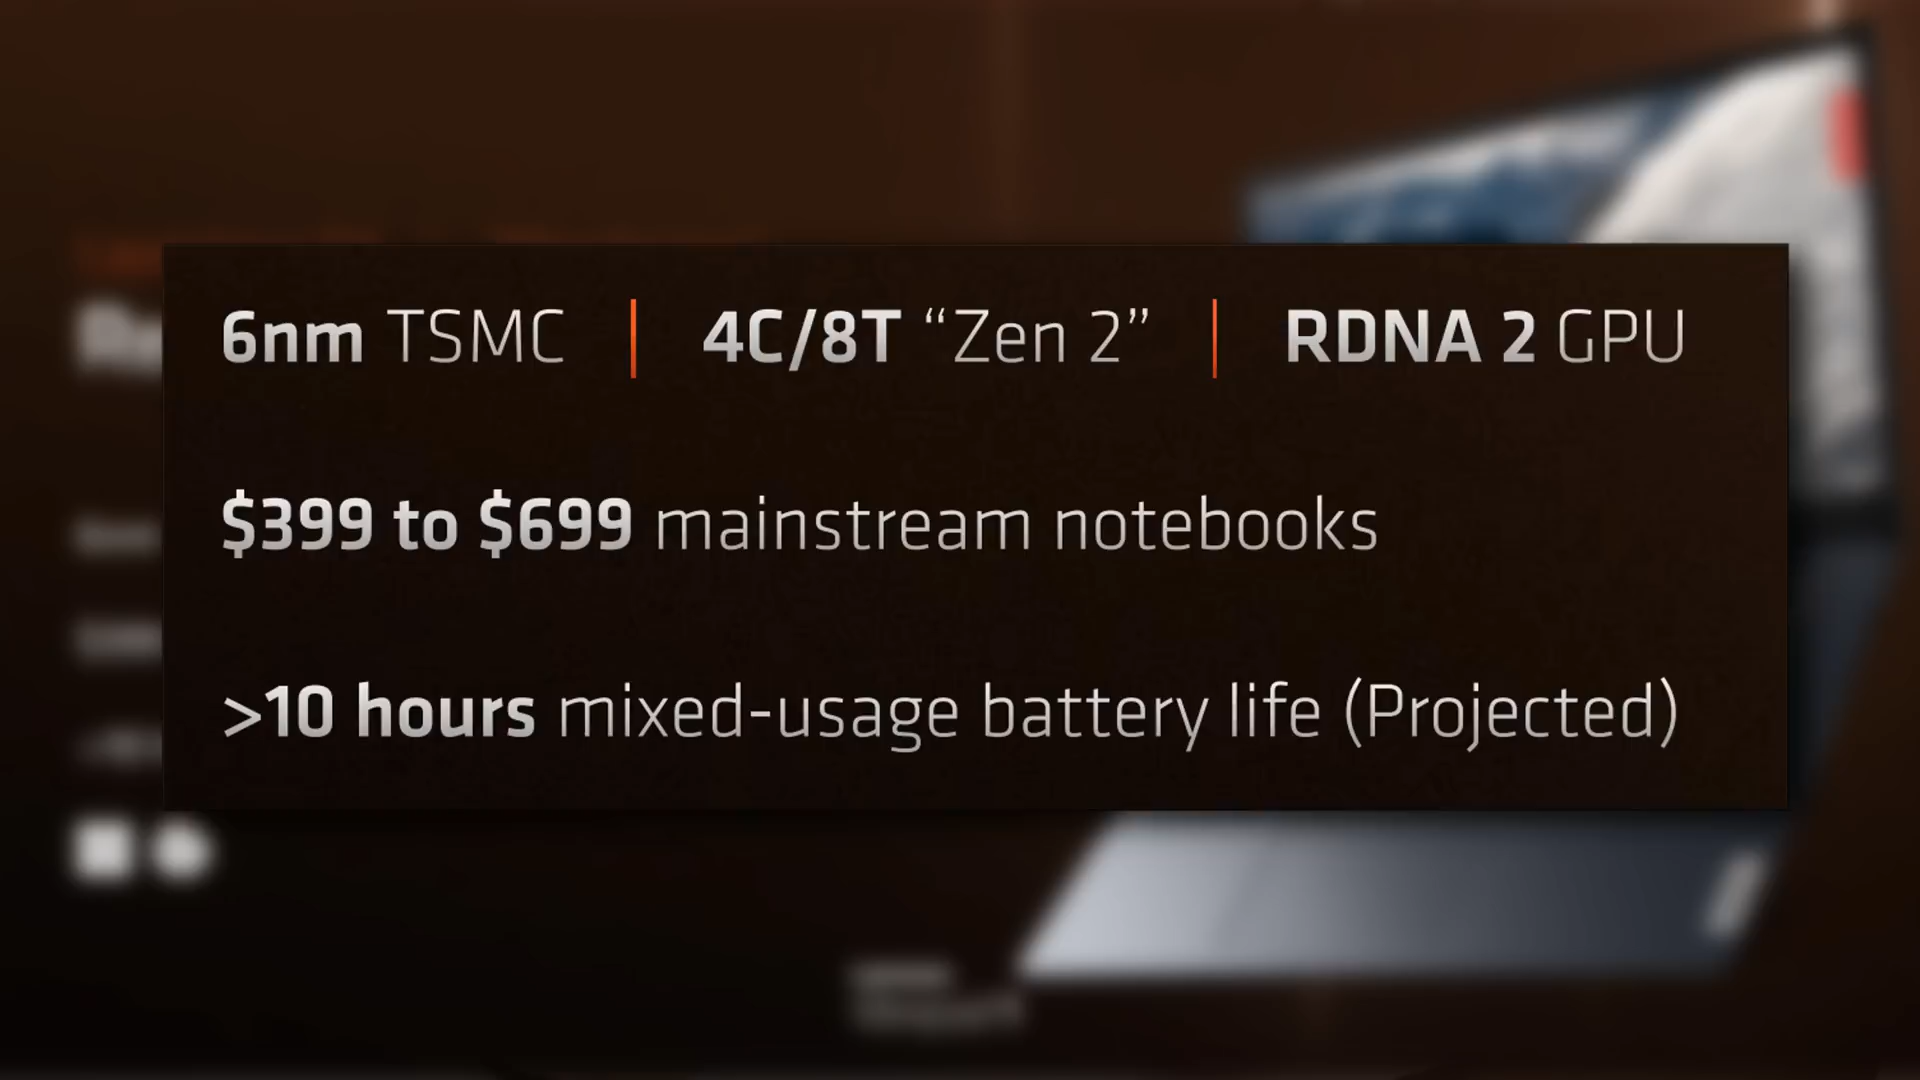 6nm TSMC | 4C/8T “Zen 2” | RDNA 2 GPU
$399 to $699 mainstream notebooks
>10 hours mixed-usage battery life (Projected)